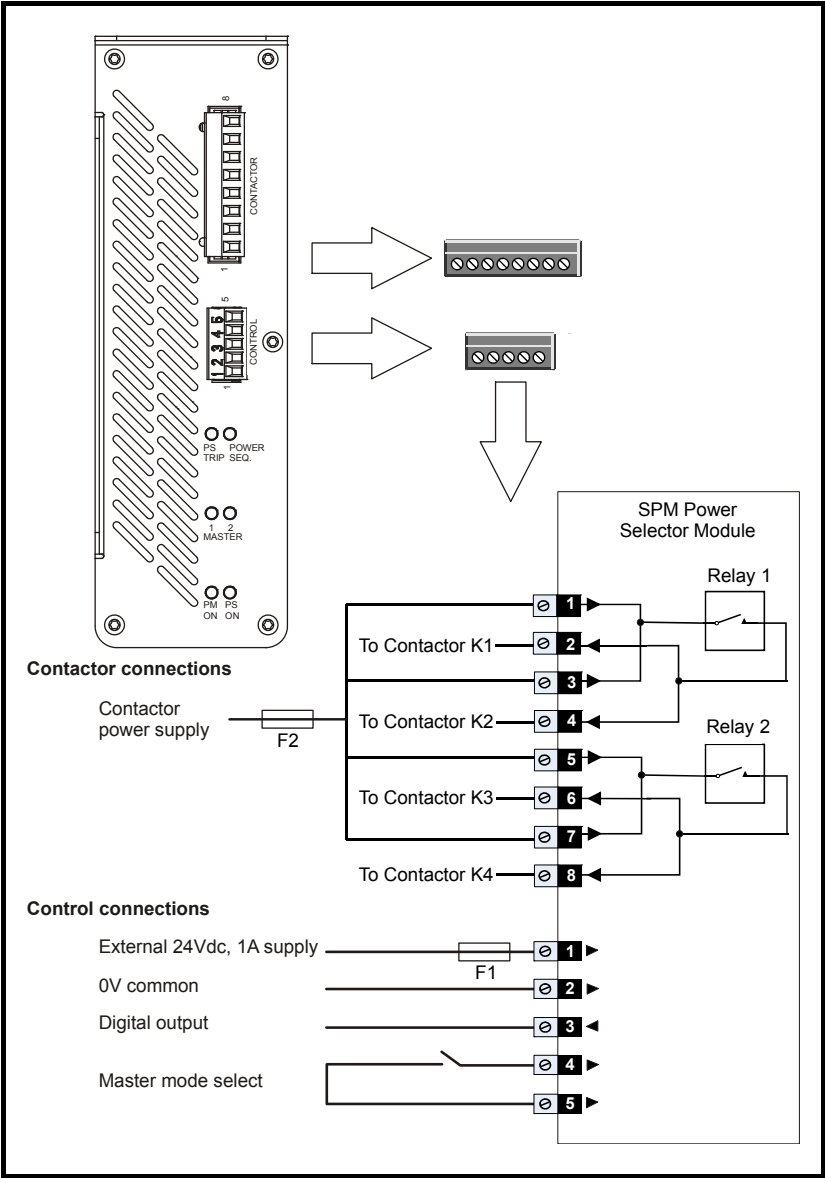 8
CONTACTOR
1
5
1 2 3 4 5
CONTROL
1
PS TRIP
POWER SEQ.
1 2
MASTER
PM ON
PS ON
SPM Power
Selector Module
Relay 1
1
To Contactor K1
2
Contactor connections
3
Contactor
power supply
F2
To Contactor K2
4
Relay 2
5
To Contactor K3
6
7
To Contactor K4
8
Control connections
External 24Vdc, 1A supply
F1
1
0V common
2
Digital output
3
Master mode select
4
5